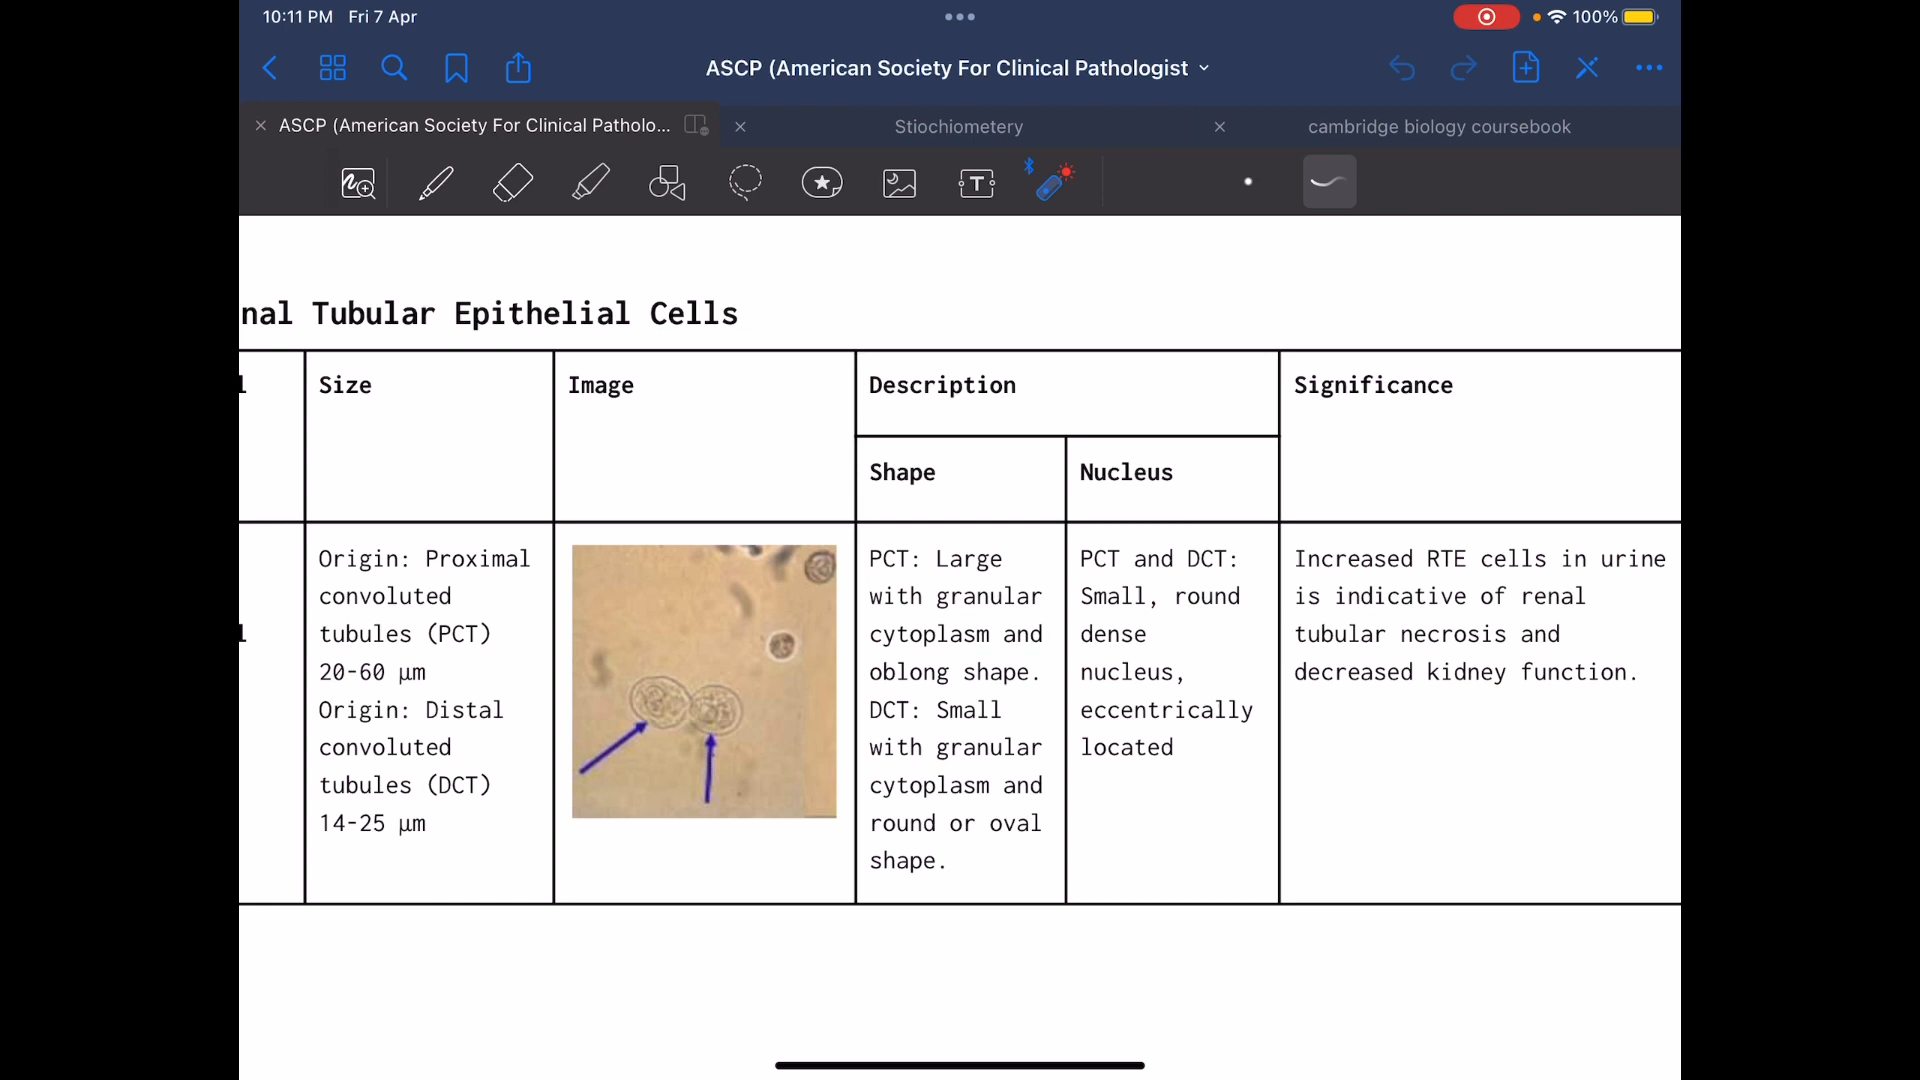 10:11 PM Fri 7 Apr
100%
ASCP (American Society For Clinical Pathologist
ASCP (American Society For Clinical Patholo...
Stiochiometery
cambridge biology coursebook
T
nal Tubular Epithelial Cells
l
Size
Image
Description
Significance
Shape
Nucleus
l
Origin: Proximal
convoluted
tubules (PCT)
20-60 µm
Origin: Distal
convoluted
tubules (DCT)
14-25 µm
PCT: Large
with granular
cytoplasm and
oblong shape.
DCT: Small
with granular
cytoplasm and
round or oval
shape.
PCT and DCT:
Small, round
dense
nucleus,
eccentrically
located
Increased RTE cells in urine
is indicative of renal
tubular necrosis and
decreased kidney function.